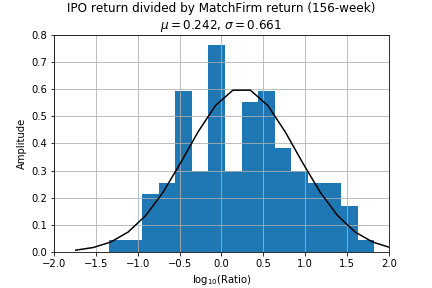 IPO return divided by MatchFirm return (156-week)
μ = 0.242, σ = 0.661
0.8
0.7
0.6
0.5
0.4
0.3
0.2
0.1
0.0
Amplitude
−2.0 −1.5 −1.0 −0.5 0.0 0.5 1.0 1.5 2.0
log₁₀(Ratio)